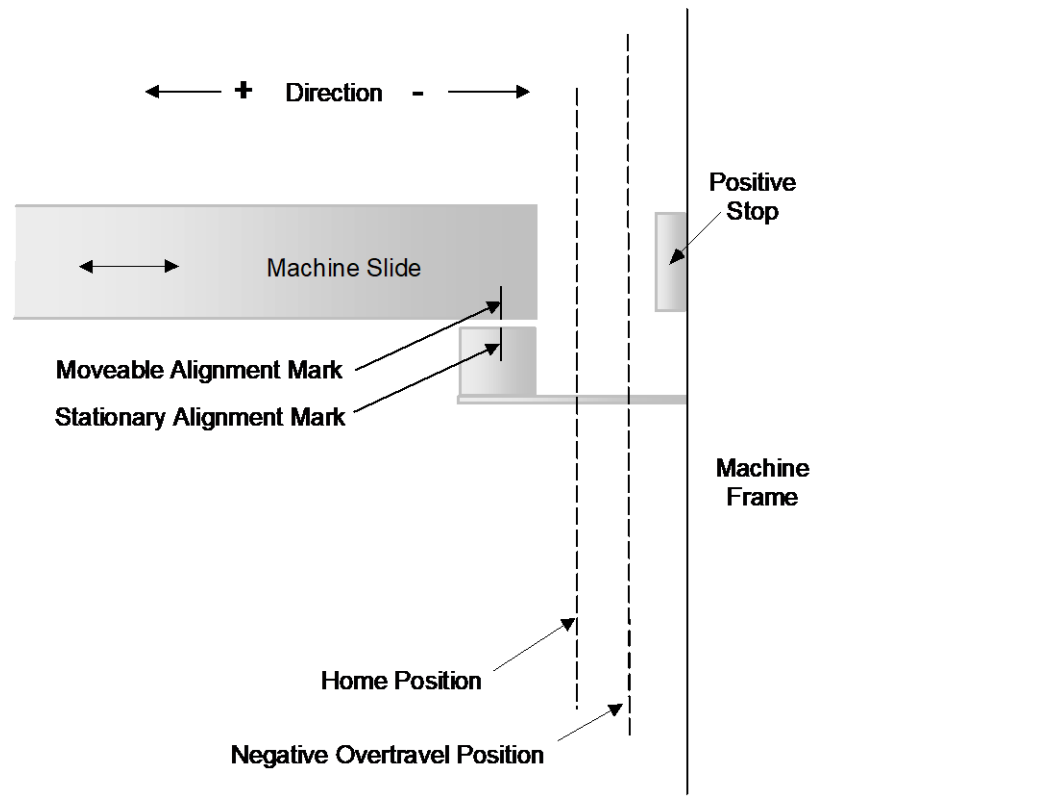 + Direction -
Positive
Stop
Machine Slide
Moveable Alignment Mark
Stationary Alignment Mark
Machine
Frame
Home Position
Negative Overtravel Position